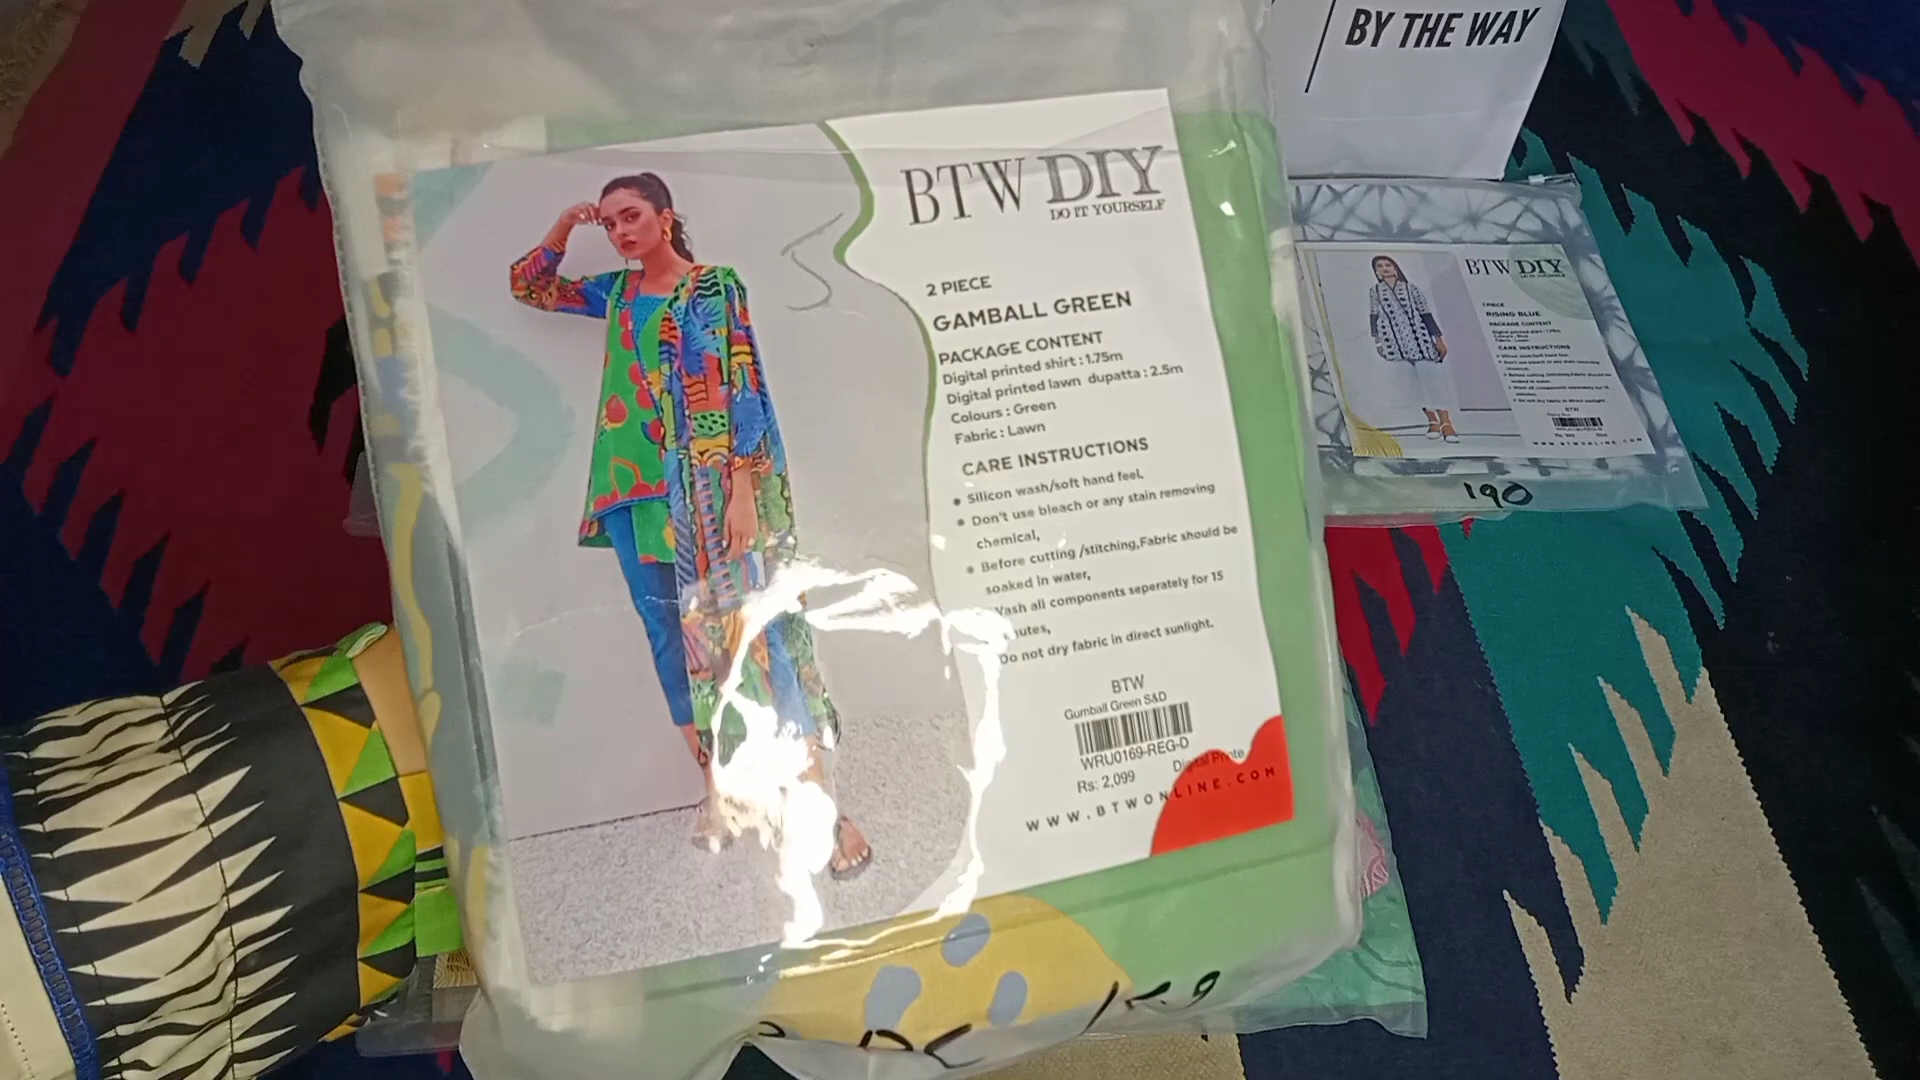 BY THE WAY
BTW DIY
DO IT YOURSELF
2 PIECE
GAMBALL GREEN
PACKAGE CONTENT
Digital printed shirt : 1.75m
Digital printed lawn dupatta : 2.5m
Colours : Green
Fabric : Lawn
CARE INSTRUCTIONS
• Silicon wash/soft hand feel,
• Don't use bleach or any stain removing
chemical,
• Before cutting /stitching,Fabric should be
soaked in water,
Wash all components seperately for 15
utes,
Do not dry fabric in direct sunlight.
BTW
Gumball Green S&D
WRU0169-REG-D
Rs: 2,099
WWW.BTWONLINE.COM
BTW DIY
1 PIECE
RISING BLUE
PACKAGE CONTENT
CARE INSTRUCTIONS
BTW
190